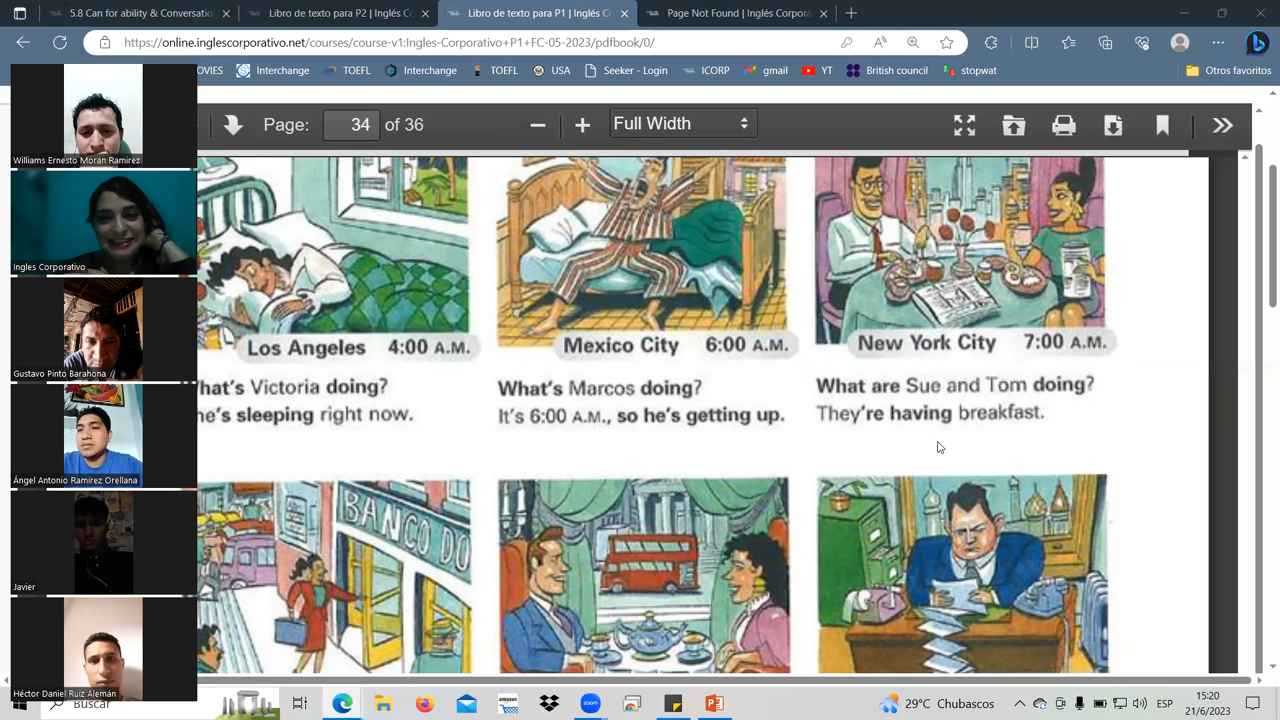 5.8 Can for ability & Conversatio
Libro de texto para P2 | Inglés Co
Libro de texto para P1 | Inglés C
Page Not Found | Inglés Corpora
https://online.inglescorporativo.net/courses/course-v1:Ingles-Corporativo+P1+FC-05-2023/pdfbook/0/
OVIES
Interchange
TOEFL
Interchange
TOEFL
USA
Seeker - Login
ICORP
gmail
YT
British council
stopwat
Otros favoritos
Page: 34 of 36
Full Width
Williams Ernesto Moran Ramirez
Ingles Corporativo
Gustavo Pinto Barahona
Ángel Antonio Ramírez Orellana
Javier
Héctor Daniel Ruiz Alemán
Los Angeles 4:00 A.M.
Mexico City 6:00 A.M.
New York City 7:00 A.M.
hat's Victoria doing?
he's sleeping right now.
What's Marcos doing?
It's 6:00 A.M., so he's getting up.
What are Sue and Tom doing?
They're having breakfast.
BANCO DO
Buscar
amazon
29°C Chubascos
ESP
15:20
21/6/2023